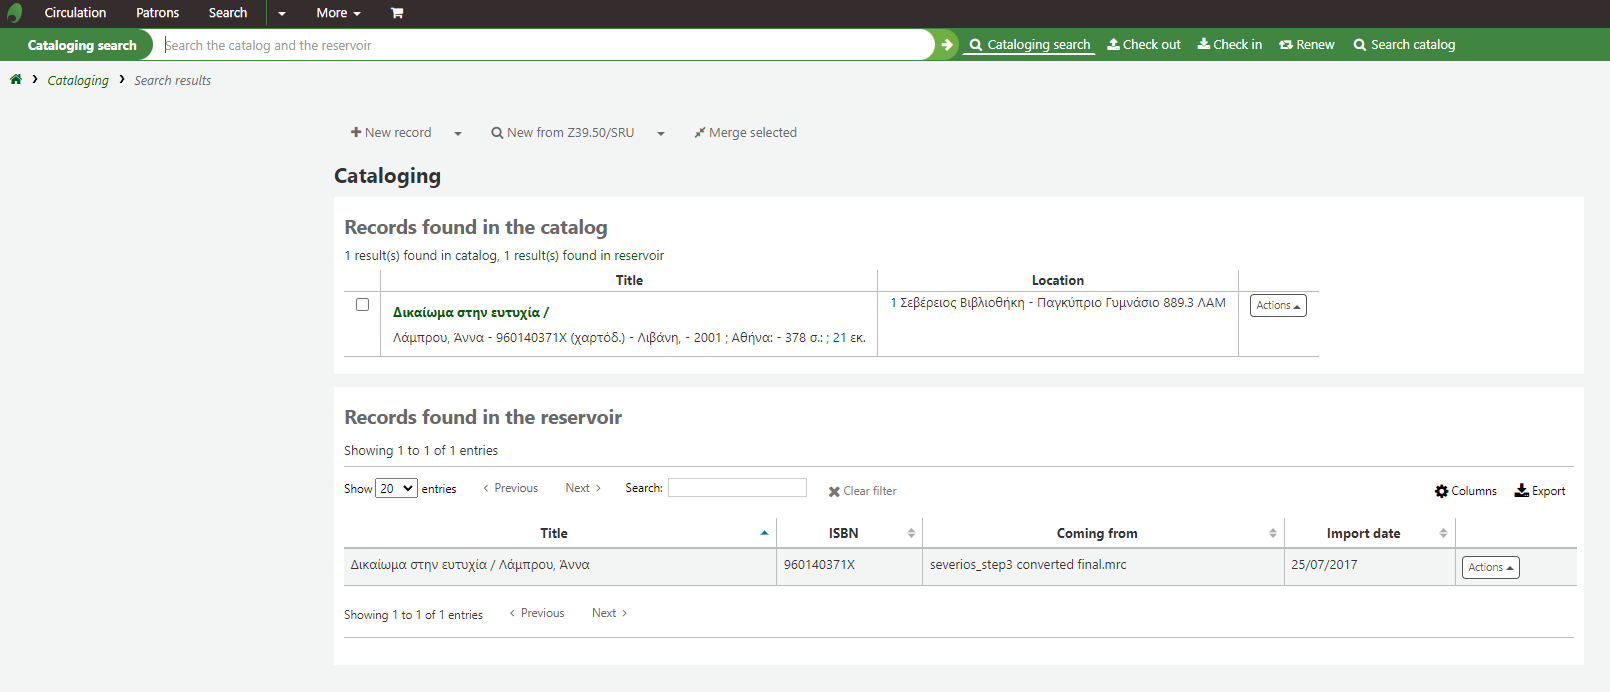 Circulation Patrons Search More
Cataloging search Search the catalog and the reservoir Cataloging search Check out Check in Renew Search catalog
Cataloging Search results
New record New from Z39.50/SRU Merge selected
Cataloging
Records found in the catalog
1 result(s) found in catalog, 1 result(s) found in reservoir
Title Location
Δικαίωμα στην ευτυχία / 1 Σεβέρειος Βιβλιοθήκη - Παγκύπριο Γυμνάσιο 889.3 ΛΑΜ Actions
Λάμπρου, Άννα - 960140371X (χαρτόδ.) - Λιβάνη, - 2001 ; Αθήνα: - 378 σ.: ; 21 εκ.
Records found in the reservoir
Showing 1 to 1 of 1 entries
Show 20 entries Previous Next Search: Clear filter Columns Export
Title ISBN Coming from Import date
Δικαίωμα στην ευτυχία / Λάμπρου, Άννα 960140371X severios_step3 converted final.mrc 25/07/2017 Actions
Showing 1 to 1 of 1 entries Previous Next